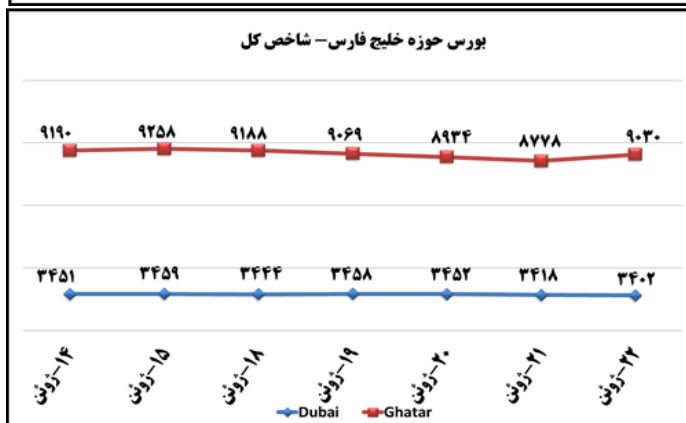 بورس حوزه خلیج فارس– شاخص کل
۹۱۹۰ ۹۲۵۸ ۹۱۸۸ ۹۰۶۹ ۸۹۳۴ ۸۷۷۸ ۹۰۳۰
۳۴۵۱ ۳۴۵۹ ۳۴۴۴ ۳۴۵۸ ۳۴۵۲ ۳۴۱۸ ۳۴۰۲
۱۴-ژوئن ۱۵-ژوئن ۱۸-ژوئن ۱۹-ژوئن ۲۰-ژوئن ۲۱-ژوئن ۲۲-ژوئن
Dubai Ghatar